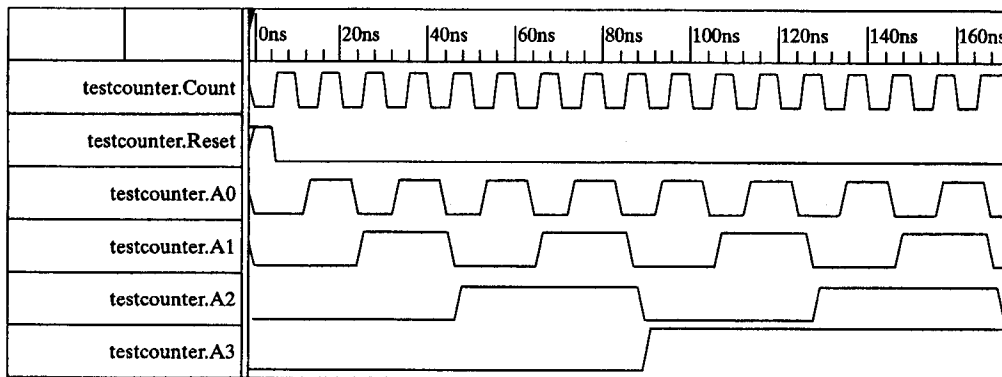 0ns 20ns 40ns 60ns 80ns 100ns 120ns 140ns 160ns
testcounter.Count
testcounter.Reset
testcounter.A0
testcounter.A1
testcounter.A2
testcounter.A3